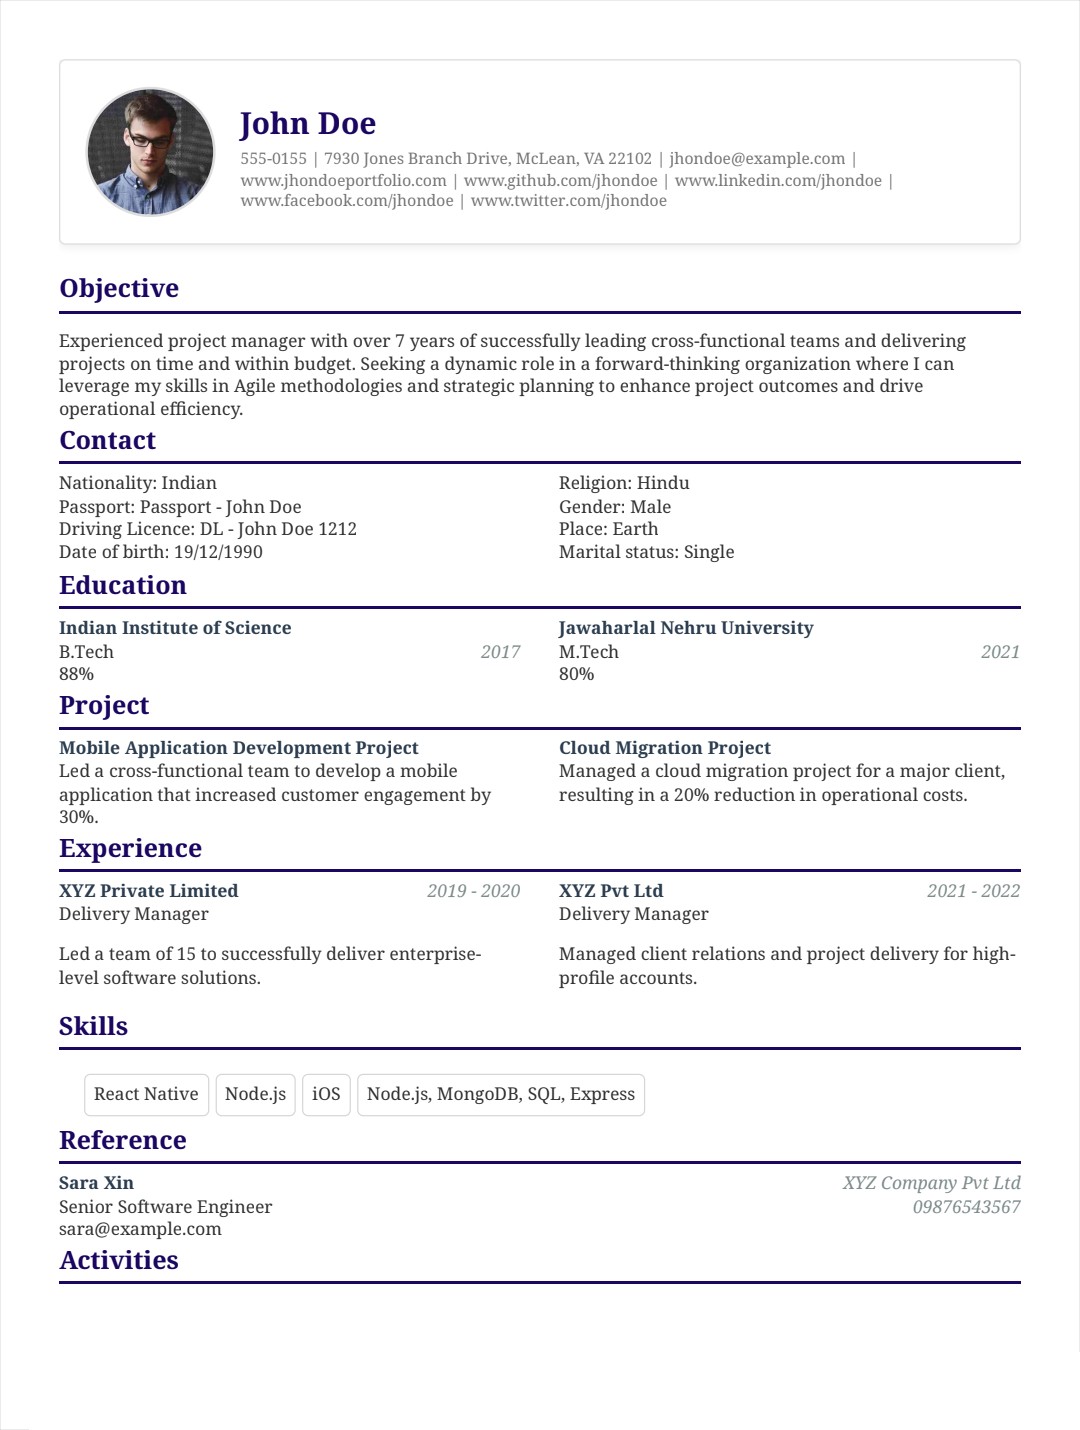 John Doe
555-0155 | 7930 Jones Branch Drive, McLean, VA 22102 | jhondoe@example.com |
www.jhondoeportfolio.com | www.github.com/jhondoe | www.linkedin.com/jhondoe |
www.facebook.com/jhondoe | www.twitter.com/jhondoe
Objective
Experienced project manager with over 7 years of successfully leading cross-functional teams and delivering
projects on time and within budget. Seeking a dynamic role in a forward-thinking organization where I can
leverage my skills in Agile methodologies and strategic planning to enhance project outcomes and drive
operational efficiency.
Contact
Nationality: Indian
Passport: Passport - John Doe
Driving Licence: DL - John Doe 1212
Date of birth: 19/12/1990
Religion: Hindu
Gender: Male
Place: Earth
Marital status: Single
Education
Indian Institute of Science
B.Tech 2017
88%
Jawaharlal Nehru University
M.Tech 2021
80%
Project
Mobile Application Development Project
Led a cross-functional team to develop a mobile
application that increased customer engagement by
30%.
Cloud Migration Project
Managed a cloud migration project for a major client,
resulting in a 20% reduction in operational costs.
Experience
XYZ Private Limited 2019 - 2020
Delivery Manager
Led a team of 15 to successfully deliver enterprise-
level software solutions.
XYZ Pvt Ltd 2021 - 2022
Delivery Manager
Managed client relations and project delivery for high-
profile accounts.
Skills
React Native Node.js iOS Node.js, MongoDB, SQL, Express
Reference
Sara Xin XYZ Company Pvt Ltd
Senior Software Engineer 09876543567
sara@example.com
Activities